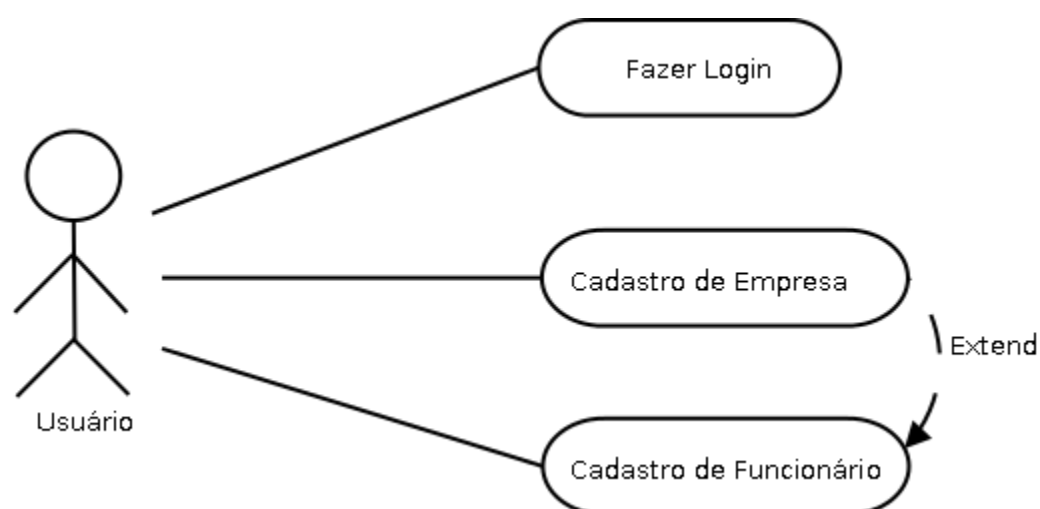 Fazer Login
Cadastro de Empresa
Extend
Usuário
Cadastro de Funcionário